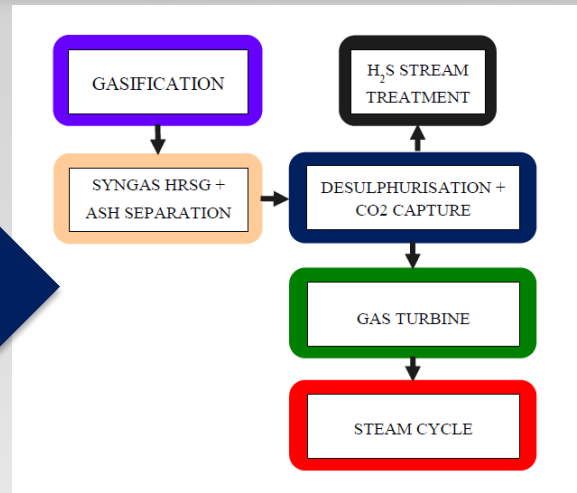 GASIFICATION
H₂S STREAM
TREATMENT
SYNGAS HRSG +
ASH SEPARATION
DESULPHURISATION +
CO2 CAPTURE
GAS TURBINE
STEAM CYCLE